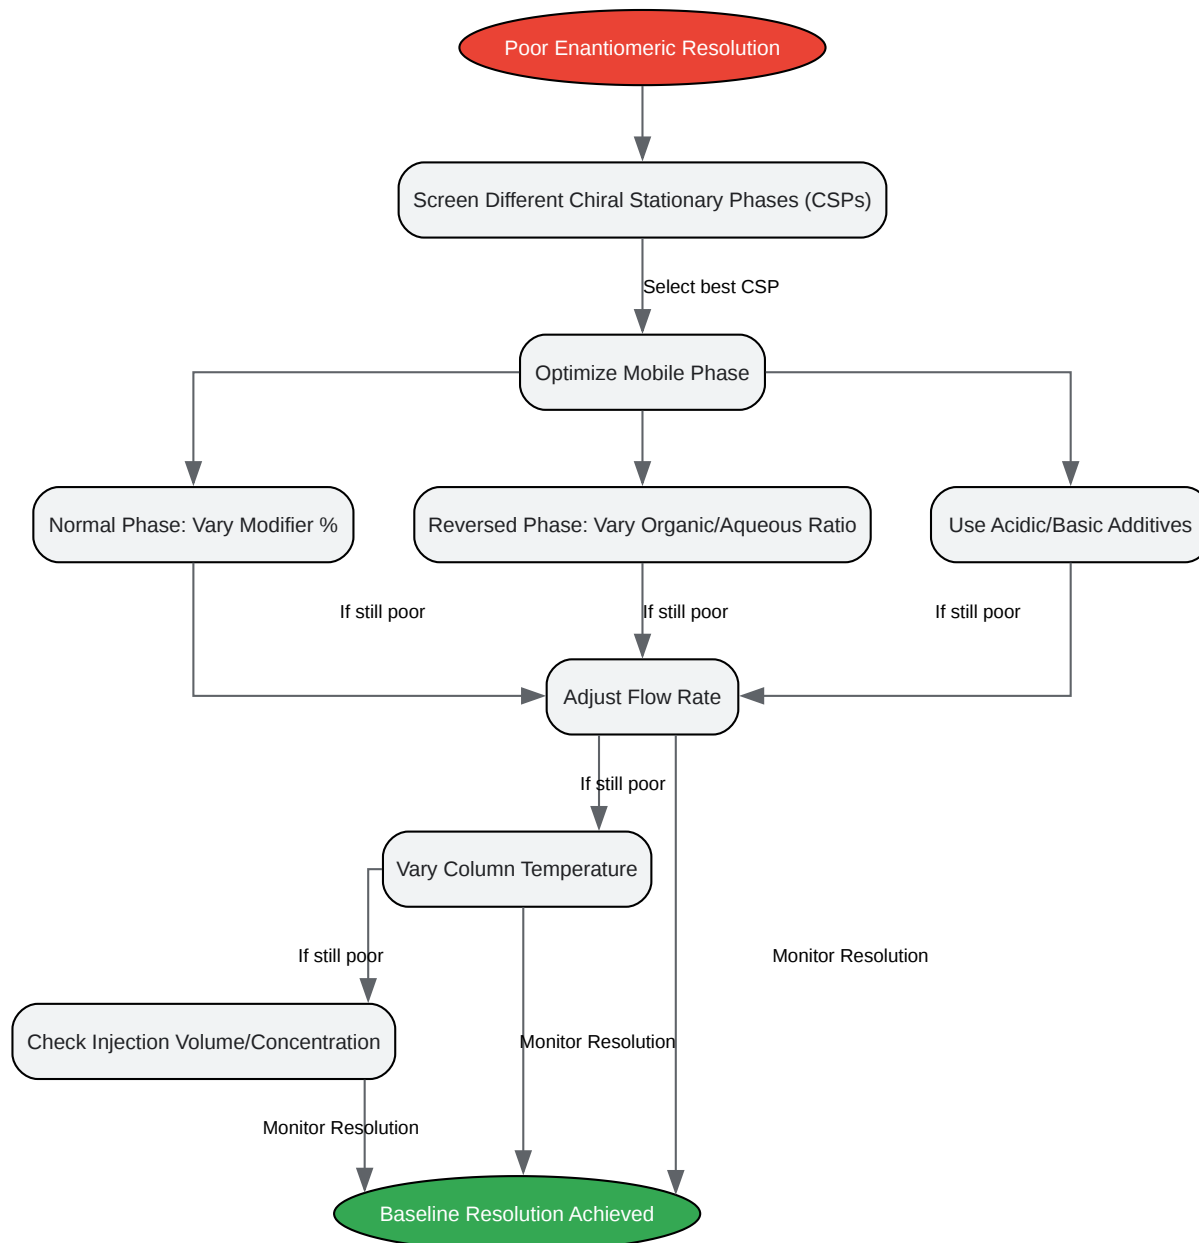 Poor Enantiomeric Resolution
Screen Different Chiral Stationary Phases (CSPs)
Select best CSP
Optimize Mobile Phase
Normal Phase: Vary Modifier %
Reversed Phase: Vary Organic/Aqueous Ratio
Use Acidic/Basic Additives
If still poor
If still poor
If still poor
Adjust Flow Rate
If still poor
Vary Column Temperature
If still poor
Monitor Resolution
Check Injection Volume/Concentration
Monitor Resolution
Monitor Resolution
Baseline Resolution Achieved